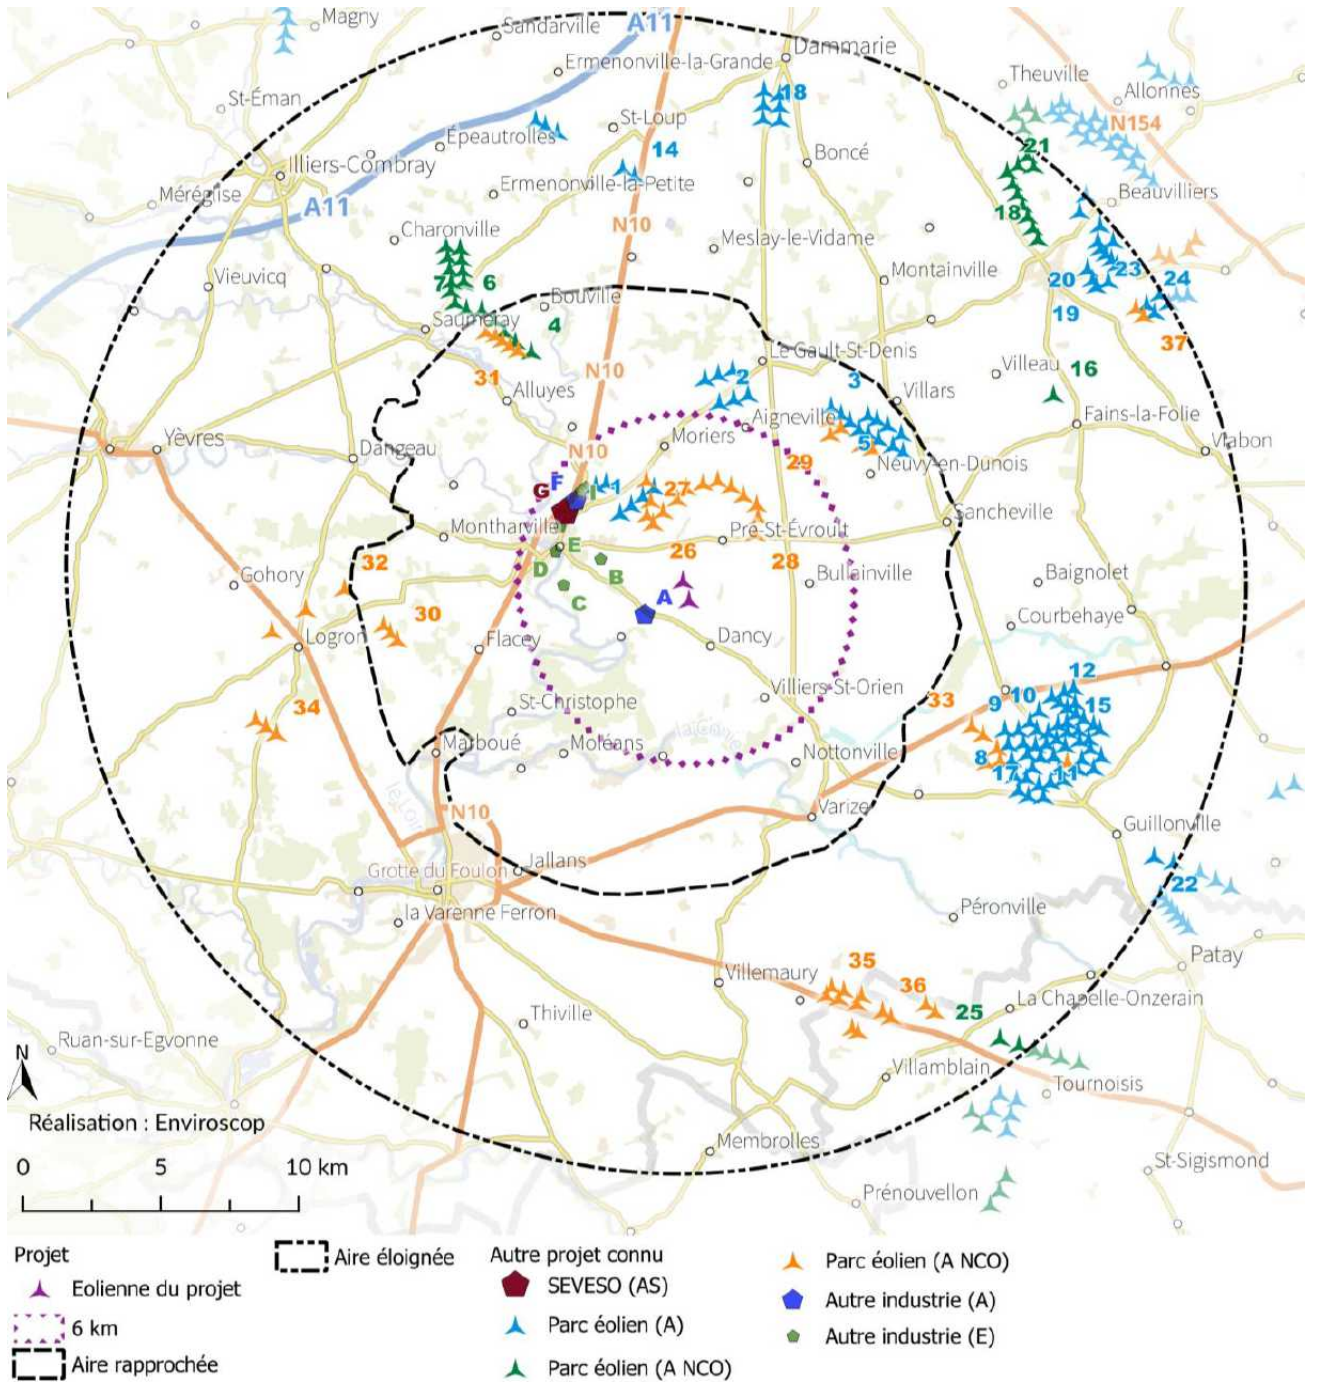 Magny
Sandarville
A11
Dammarie
Ermenonville-la-Grande
Theuville
Allonnes
St-Éman
18
N154
St-Loup
Épeautrolles
14
Boncé
21
Illiers-Combray
Ermenonville-la-Petite
Beauvilliers
Méréglise
A11
18
N10
Charonville
Meslay-le-Vidame
Vieuvicq
7
6
Montainville
20
23
24
Bouville
19
Saumeray
4
37
Le Gault-St-Denis
N10
31
2
3
Villeau
16
Alluyes
Villars
Aigneville
Fains-la-Folie
Yèvres
Moriers
5
Viabon
Dangeau
N10
29
Neuvy-en-Dunois
F
G
I
1
27
Montharville
Pré-St-Évroult
Sancheville
E
26
32
D
B
28
Gohory
Bullainville
Baignolet
C
A
30
Courbehaye
Logron
Flacey
Dancy
12
St-Christophe
Villiers-St-Orien
33
10
9
15
34
la Conie
Marboué
Moléans
Nottonville
8
17
11
le Loir
N10
Varize
Guillonville
Jallans
Grotte du Foulon
22
la Varenne Ferron
Péronville
Patay
35
Villemaury
36
La Chapelle-Onzerain
25
Thiville
Ruan-sur-Egvonne
N
Villamblain
Tournoisis
Réalisation : Enviroscop
Membrolles
St-Sigismond
0 5 10 km
Prénouvellon
Projet
Eolienne du projet
6 km
Aire rapprochée
Aire éloignée
Autre projet connu
SEVESO (AS)
Parc éolien (A)
Parc éolien (A NCO)
Parc éolien (A NCO)
Autre industrie (A)
Autre industrie (E)